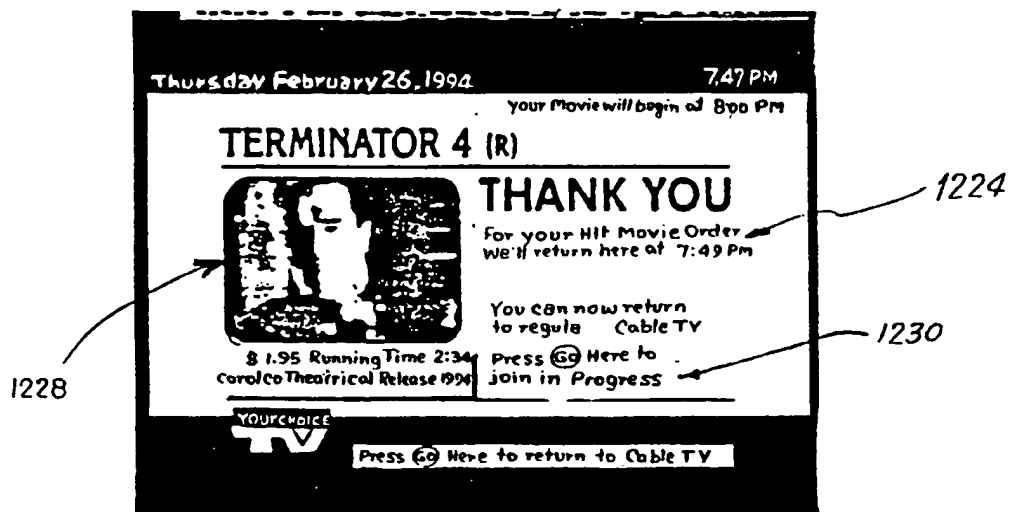 Thursday February 26, 1994 7:47 PM
Your Movie will begin at 8:00 PM
TERMINATOR 4 (R)
THANK YOU
For your Hit Movie Order
We'll return here at 7:49 PM
You can now return
to regula Cable TV
$ 1.95 Running Time 2:34
Carolco Theatrical Release 1994
Press GO Here to
join in Progress
YOUR CHOICE
TV
Press GO Here to return to Cable TV
1224
1228
1230